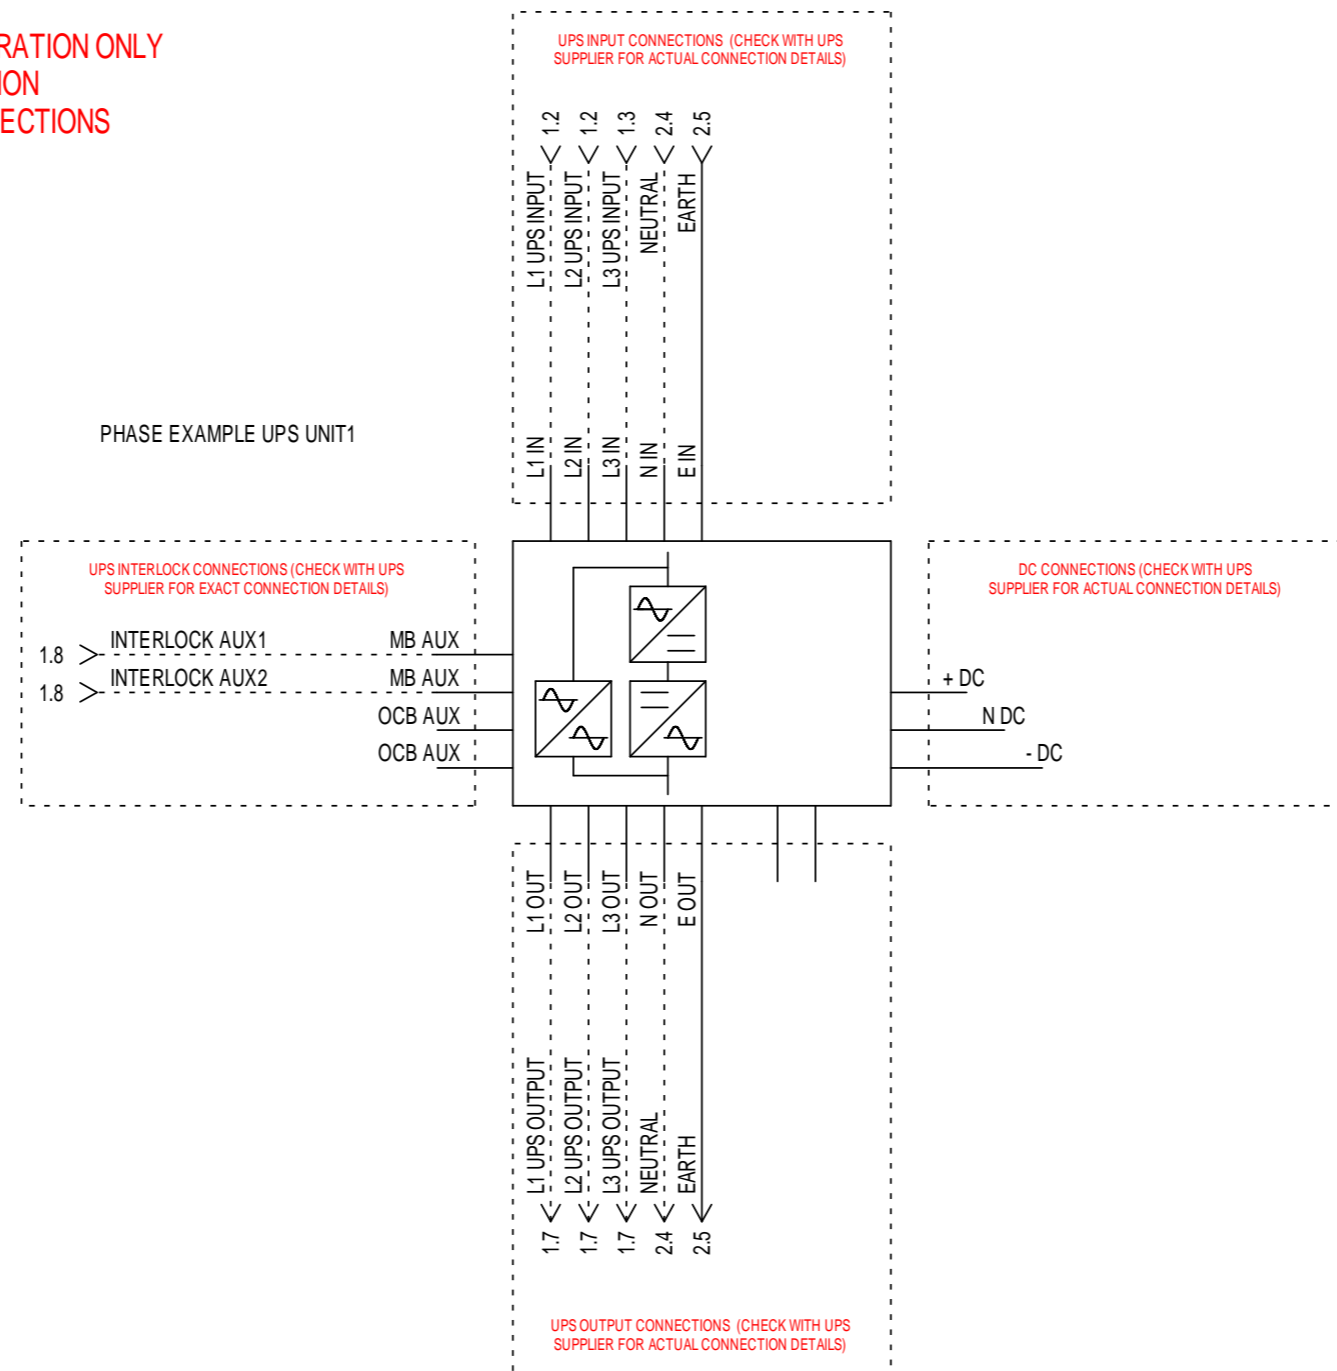 RATION ONLY
ION
ECTIONS
UPS INPUT CONNECTIONS (CHECK WITH UPS
SUPPLIER FOR ACTUAL CONNECTION DETAILS)
1.2
1.2
1.3
2.4
2.5
L1 UPS INPUT
L2 UPS INPUT
L3 UPS INPUT
NEUTRAL
EARTH
PHASE EXAMPLE UPS UNIT1
L1 IN
L2 IN
L3 IN
N IN
E IN
UPS INTERLOCK CONNECTIONS (CHECK WITH UPS
SUPPLIER FOR EXACT CONNECTION DETAILS)
1.8 INTERLOCK AUX1 MB AUX
1.8 INTERLOCK AUX2 MB AUX
OCB AUX
OCB AUX
DC CONNECTIONS (CHECK WITH UPS
SUPPLIER FOR ACTUAL CONNECTION DETAILS)
+ DC
N DC
- DC
L1 OUT
L2 OUT
L3 OUT
N OUT
E OUT
L1 UPS OUTPUT
L2 UPS OUTPUT
L3 UPS OUTPUT
NEUTRAL
EARTH
1.7
1.7
1.7
2.4
2.5
UPS OUTPUT CONNECTIONS (CHECK WITH UPS
SUPPLIER FOR ACTUAL CONNECTION DETAILS)